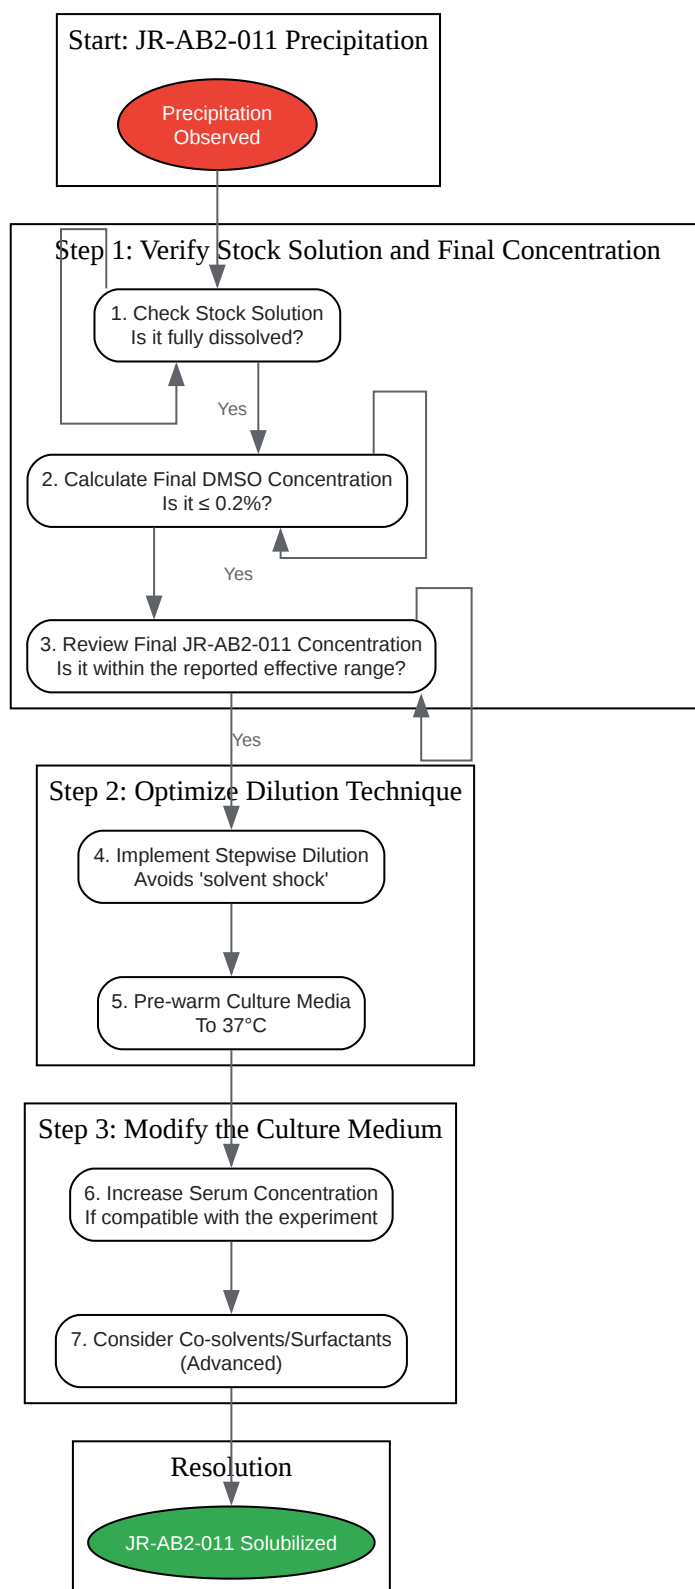 Start: JR-AB2-011 Precipitation
Precipitation
Observed
Step 1: Verify Stock Solution and Final Concentration
1. Check Stock Solution
Is it fully dissolved?
Yes
2. Calculate Final DMSO Concentration
Is it ≤ 0.2%?
Yes
3. Review Final JR-AB2-011 Concentration
Is it within the reported effective range?
Yes
Step 2: Optimize Dilution Technique
4. Implement Stepwise Dilution
Avoids 'solvent shock'
5. Pre-warm Culture Media
To 37°C
Step 3: Modify the Culture Medium
6. Increase Serum Concentration
If compatible with the experiment
7. Consider Co-solvents/Surfactants
(Advanced)
Resolution
JR-AB2-011 Solubilized